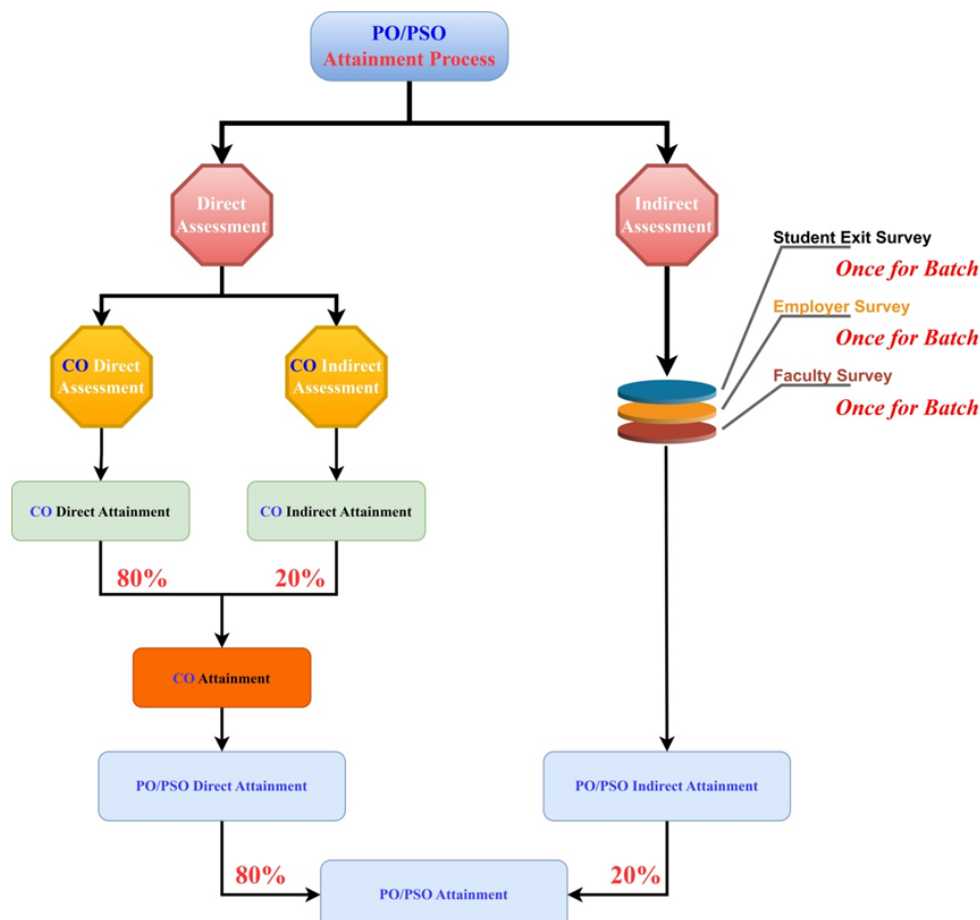 PO/PSO
Attainment Process
Direct
Assessment
Indirect
Assessment
Student Exit Survey
Once for Batch
Employer Survey
Once for Batch
Faculty Survey
Once for Batch
CO Direct
Assessment
CO Indirect
Assessment
CO Direct Attainment
CO Indirect Attainment
80%
20%
CO Attainment
PO/PSO Direct Attainment
PO/PSO Indirect Attainment
80%
20%
PO/PSO Attainment